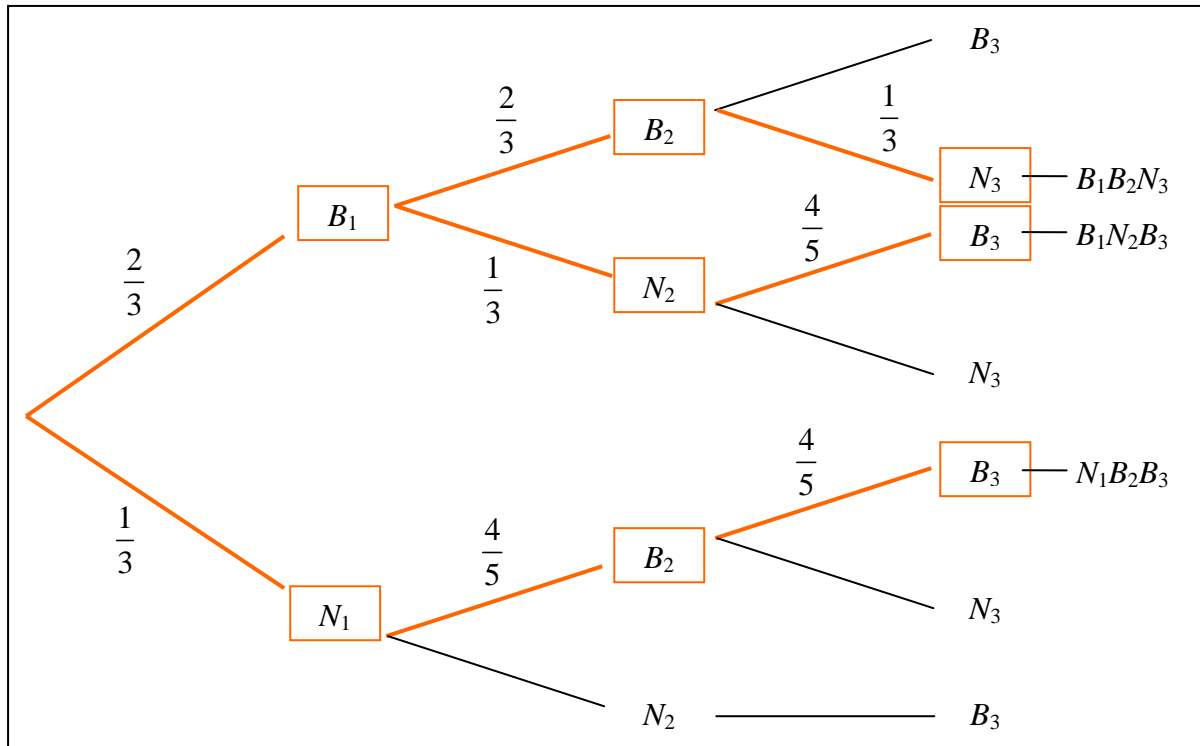 B₃
2/3
B₂
1/3
N₃
B₁B₂N₃
B₁
4/5
B₃
B₁N₂B₃
2/3
1/3
N₂
N₃
4/5
B₃
N₁B₂B₃
1/3
4/5
B₂
N₁
N₃
N₂
B₃